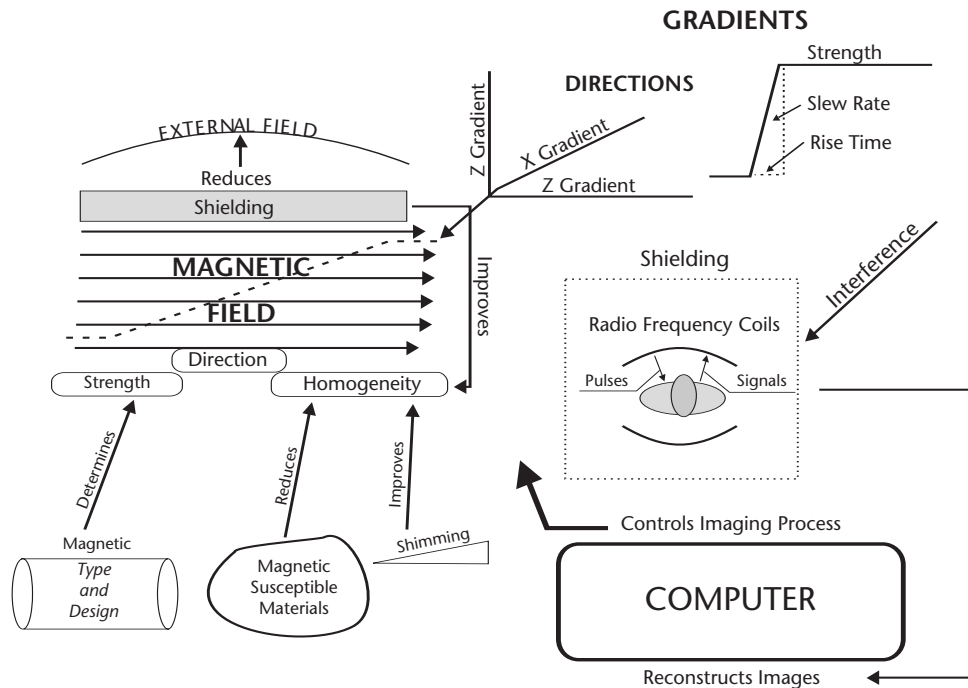 GRADIENTS
DIRECTIONS
Z Gradient
X Gradient
Z Gradient
Strength
Slew Rate
Rise Time
EXTERNAL FIELD
Reduces
Shielding
MAGNETIC
FIELD
Improves
Direction
Strength
Homogeneity
Determines
Reduces
Improves
Magnetic
Type
and
Design
Magnetic
Susceptible
Materials
Shimming
Shielding
Interference
Radio Frequency Coils
Pulses
Signals
Controls Imaging Process
COMPUTER
Reconstructs Images